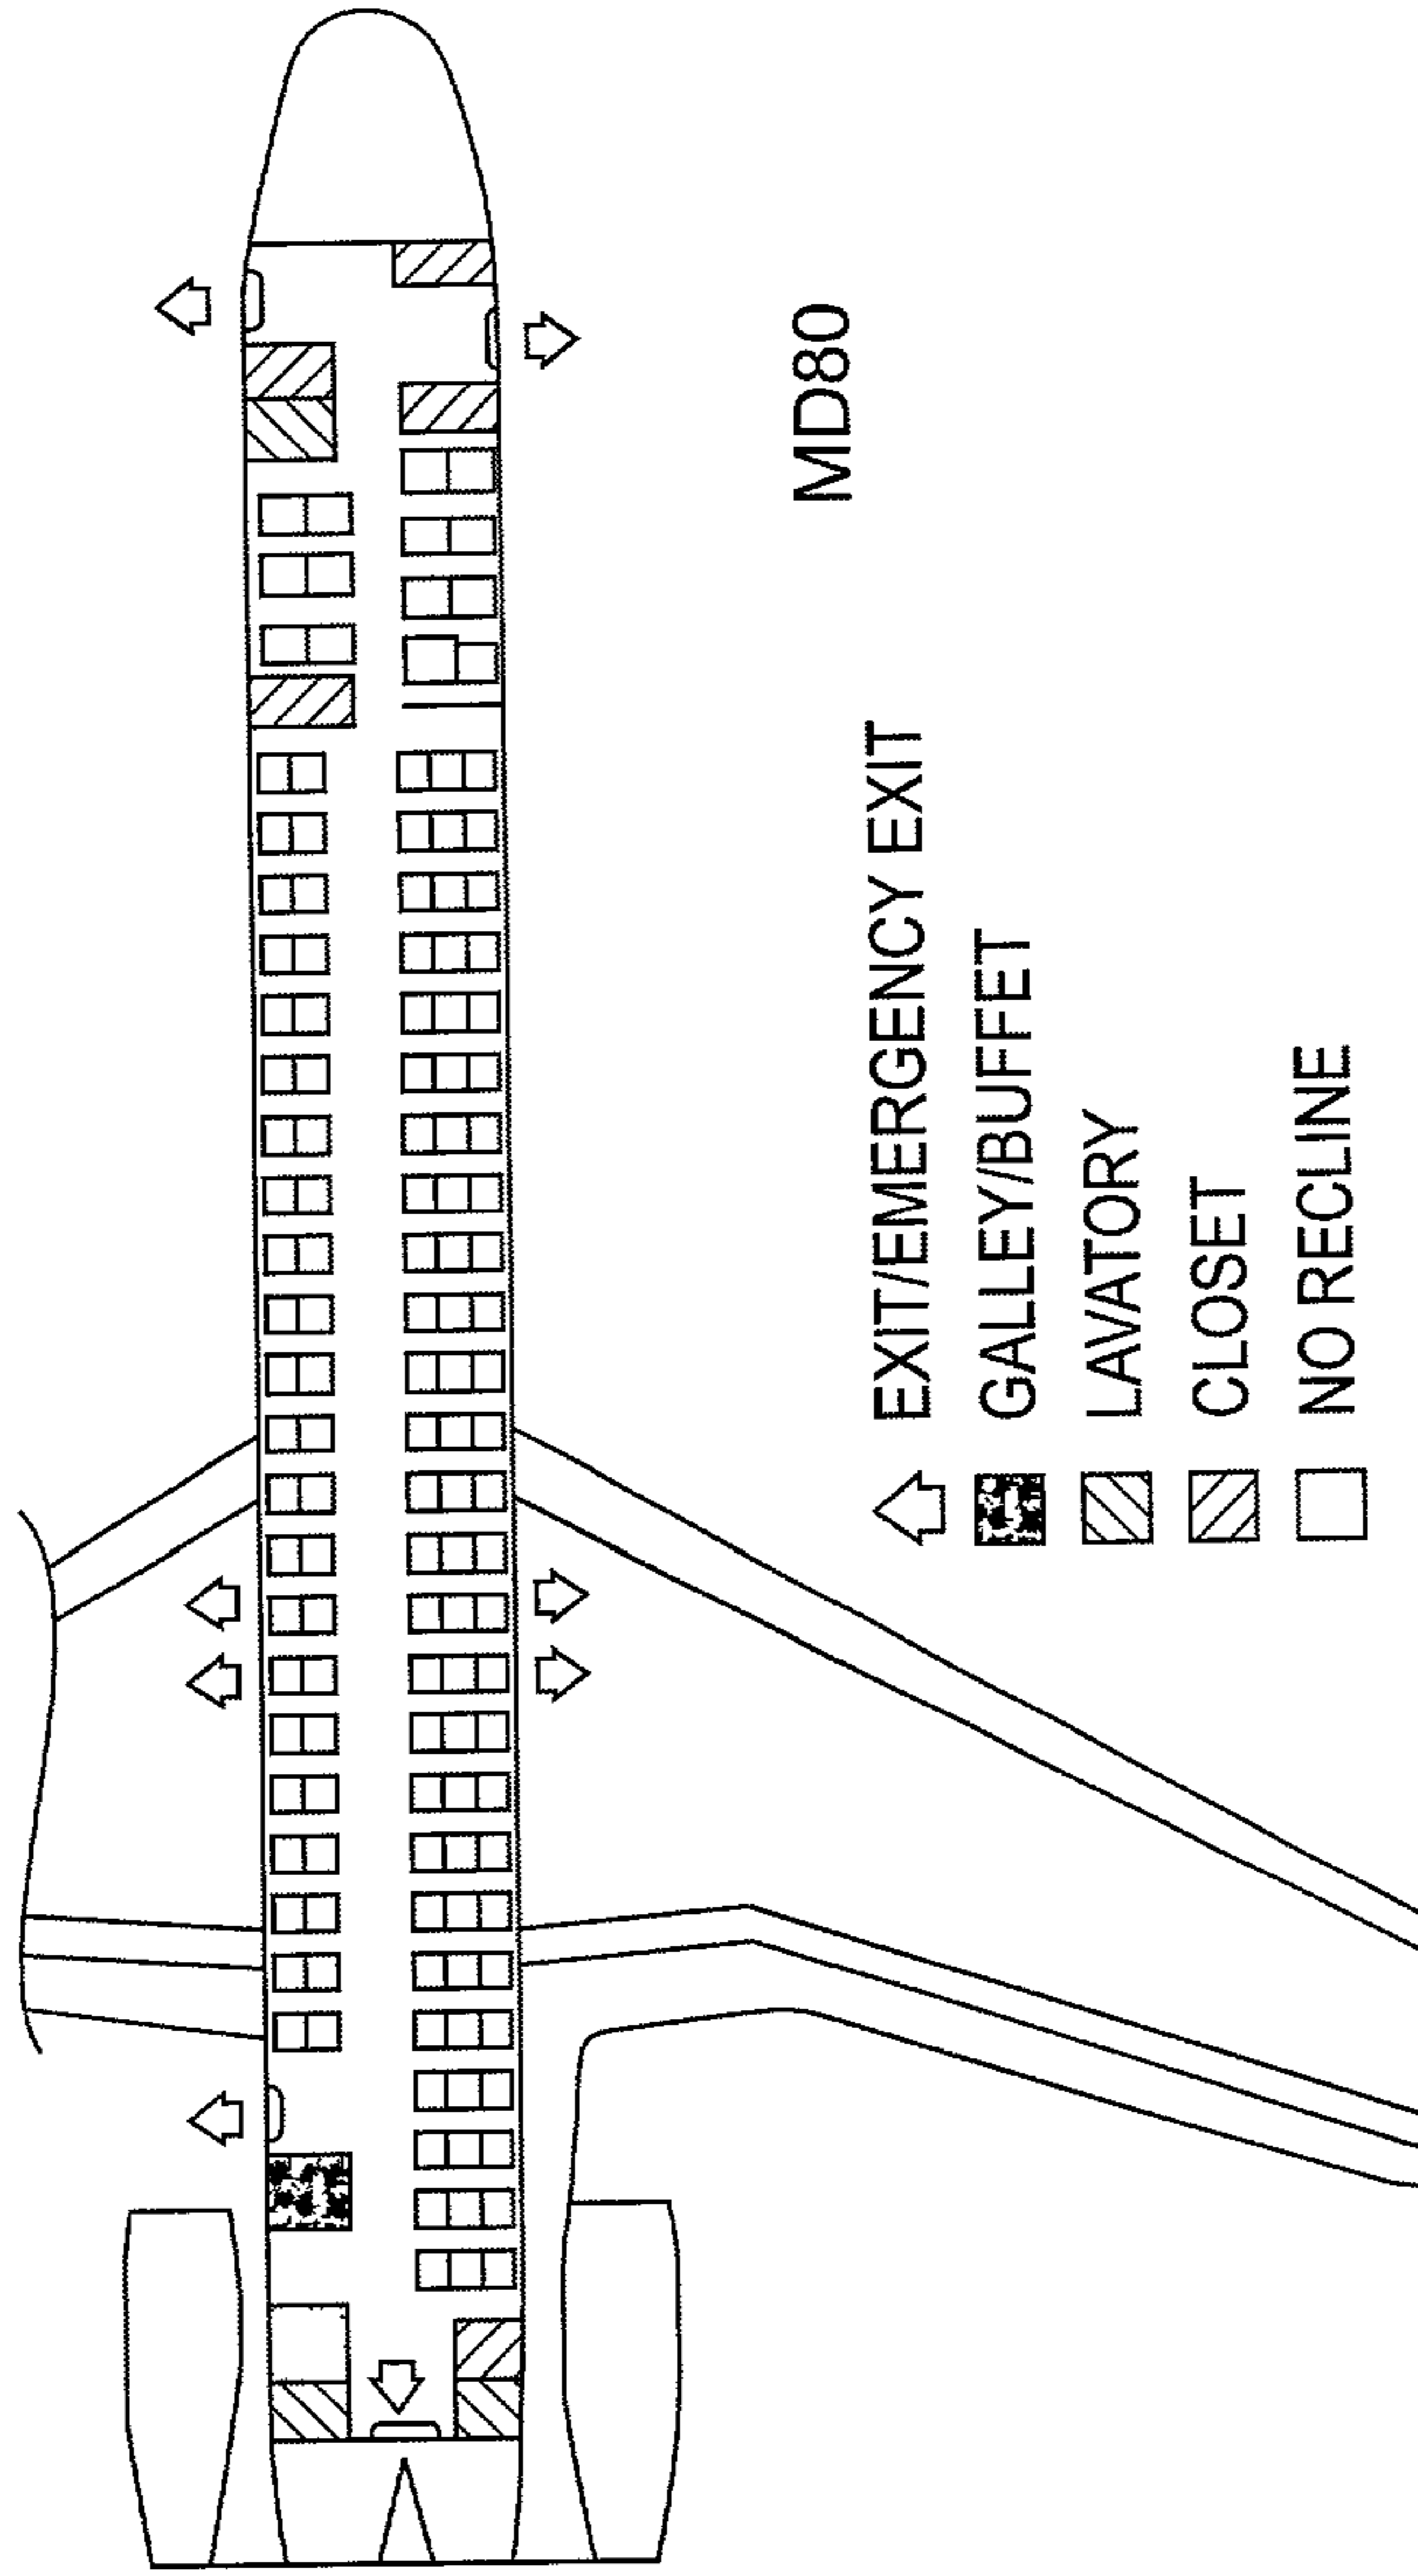 MD80
EXIT/EMERGENCY EXIT
GALLEY/BUFFET
LAVATORY
CLOSET
NO RECLINE